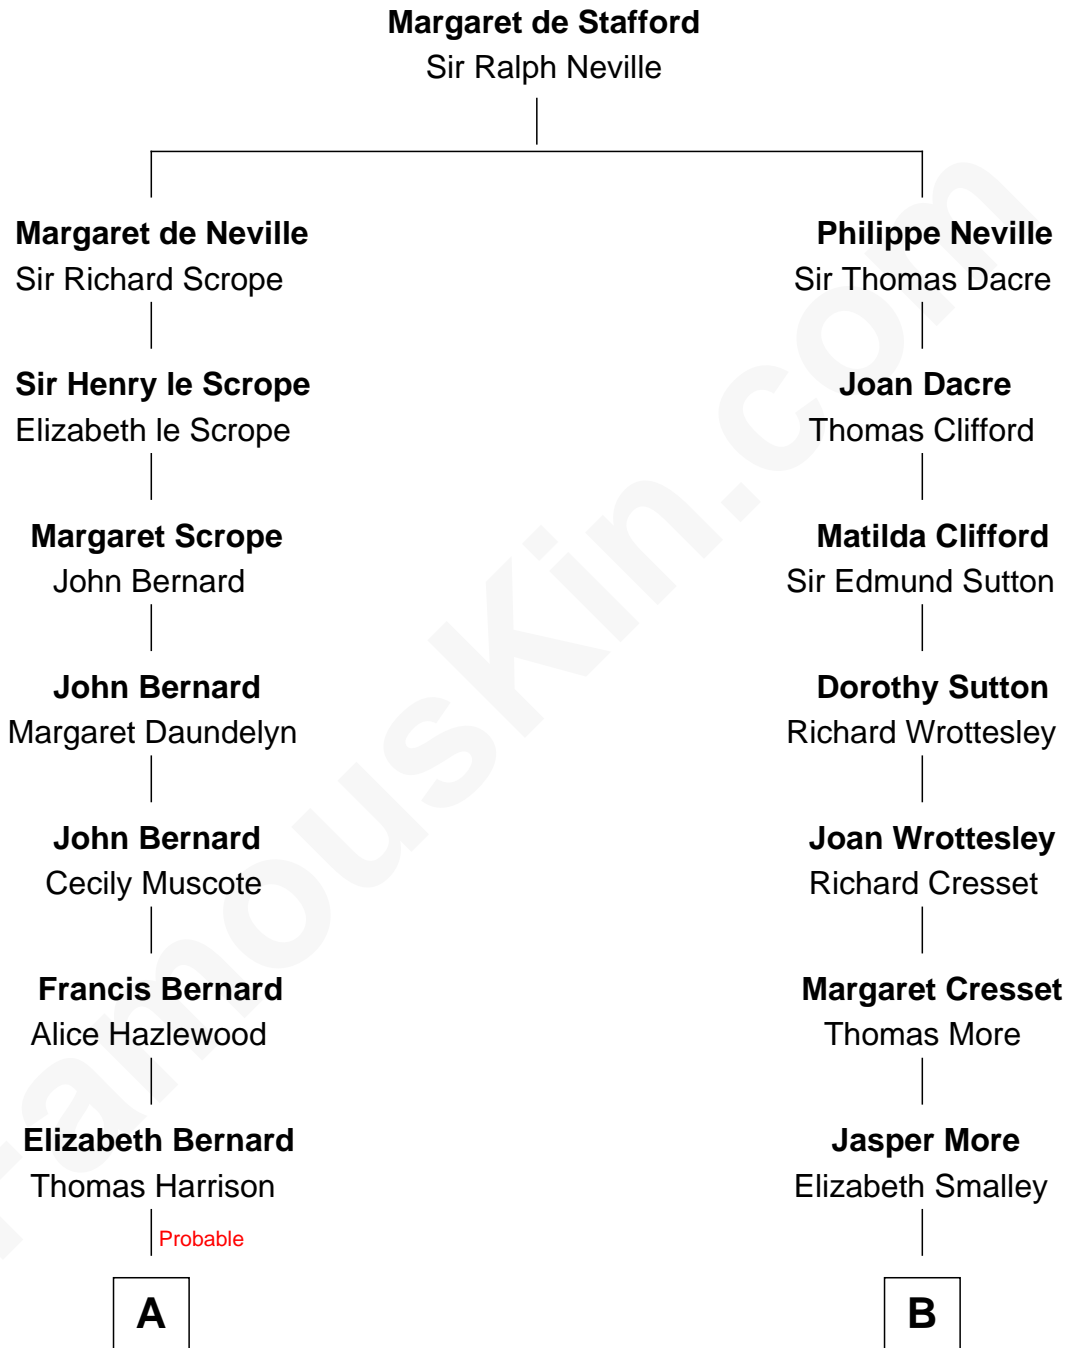 Margaret de Stafford
Sir Ralph Neville
Margaret de Neville
Sir Richard Scrope
Philippe Neville
Sir Thomas Dacre
Sir Henry le Scrope
Elizabeth le Scrope
Joan Dacre
Thomas Clifford
Margaret Scrope
John Bernard
Matilda Clifford
Sir Edmund Sutton
John Bernard
Margaret Daundelyn
Dorothy Sutton
Richard Wrottesley
John Bernard
Cecily Muscote
Joan Wrottesley
Richard Cresset
Francis Bernard
Alice Hazlewood
Margaret Cresset
Thomas More
Elizabeth Bernard
Thomas Harrison
Jasper More
Elizabeth Smalley
Probable
A
B
FamousKin.com